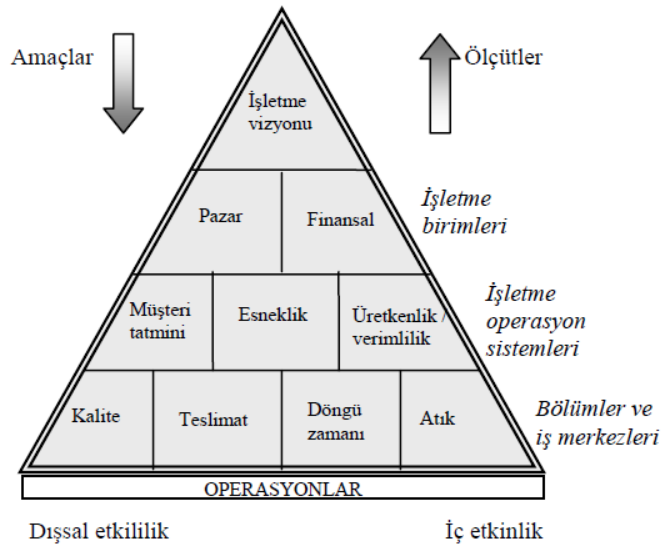 Amaçlar
Ölçütler
İşletme
vizyonu
Pazar
Finansal
İşletme
birimleri
Müşteri
tatmini
Esneklik
Üretkenlik /
verimlilik
İşletme
operasyon
sistemleri
Kalite
Teslimat
Döngü
zamanı
Atık
Bölümler ve
iş merkezleri
OPERASYONLAR
Dışsal etkililik
İç etkinlik